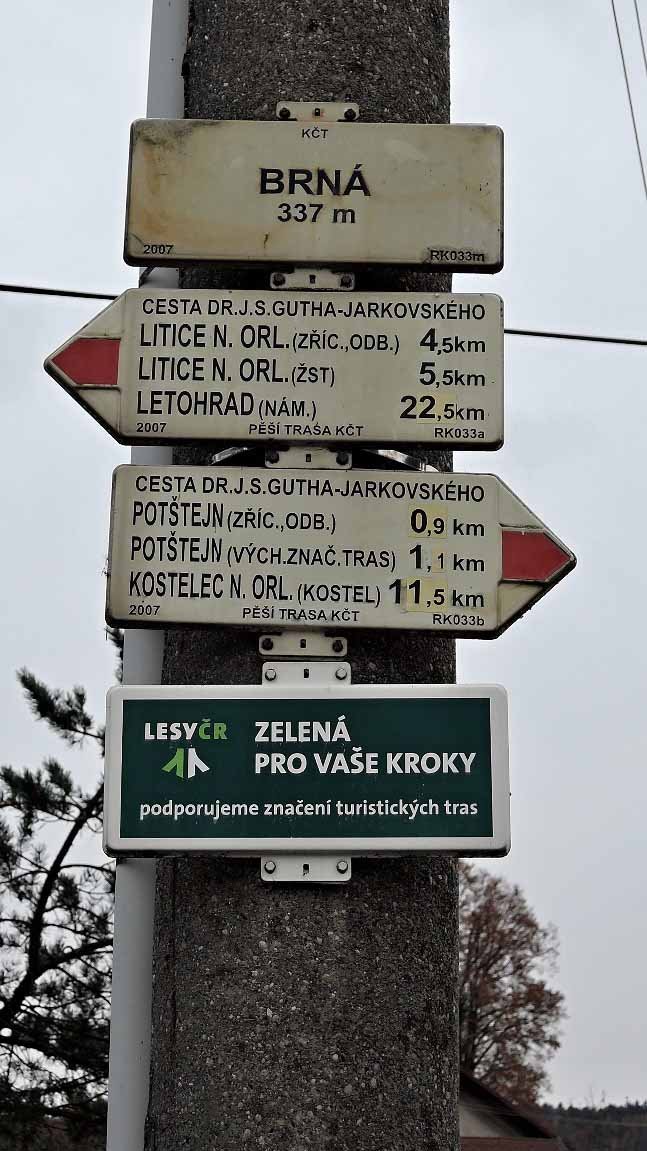 KČT
BRNÁ
337 m
2007 RK033m
CESTA DR.J.S.GUTHA-JARKOVSKÉHO
LITICE N. ORL.(ZŘÍC.,ODB.) 4,5km
LITICE N. ORL.(ŽST) 5,5km
LETOHRAD (NÁM.) 22,5km
2007 PĚŠÍ TRASA KČT RK033a
CESTA DR.J.S.GUTHA-JARKOVSKÉHO
POTŠTEJN (ZŘÍC.,ODB.) 0,9 km
POTŠTEJN (VÝCH.ZNAČ.TRAS) 1,1 km
KOSTELEC N. ORL.(KOSTEL) 11,5 km
2007 PĚŠÍ TRASA KČT RK033b
LESYČR ZELENÁ
PRO VAŠE KROKY
podporujeme značení turistických tras